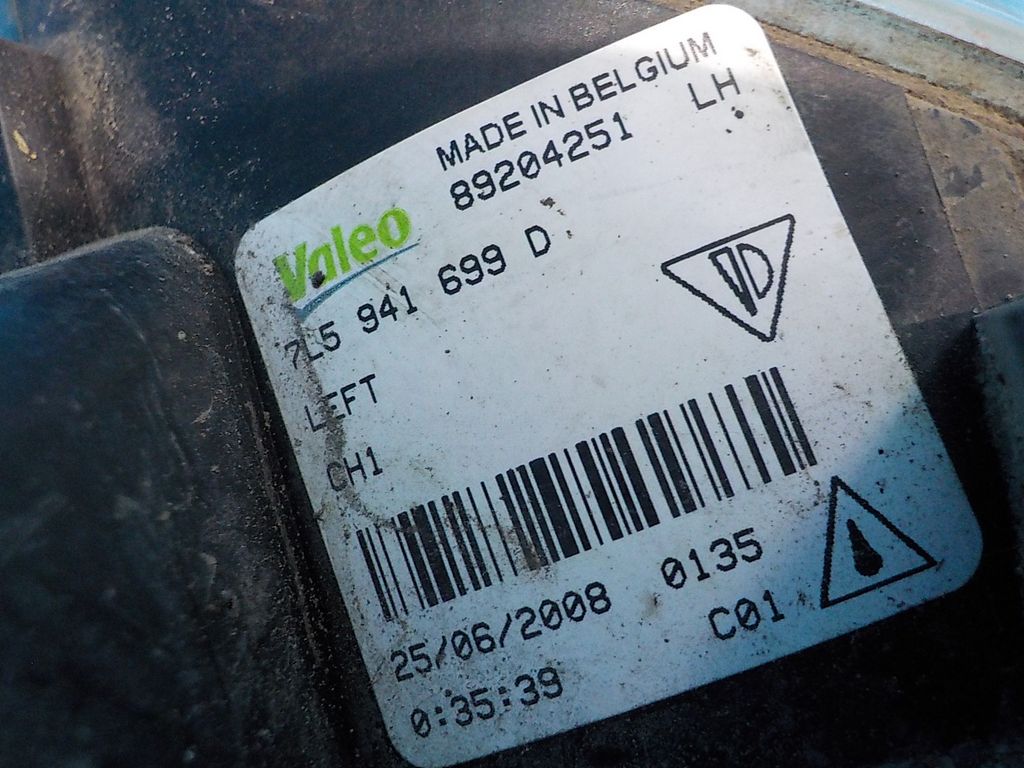 MADE IN BELGIUM
89204251 LH
Valeo
7L5 941 699 D
LEFT
CH1
25/06/2008 0135
0:35:39 C01